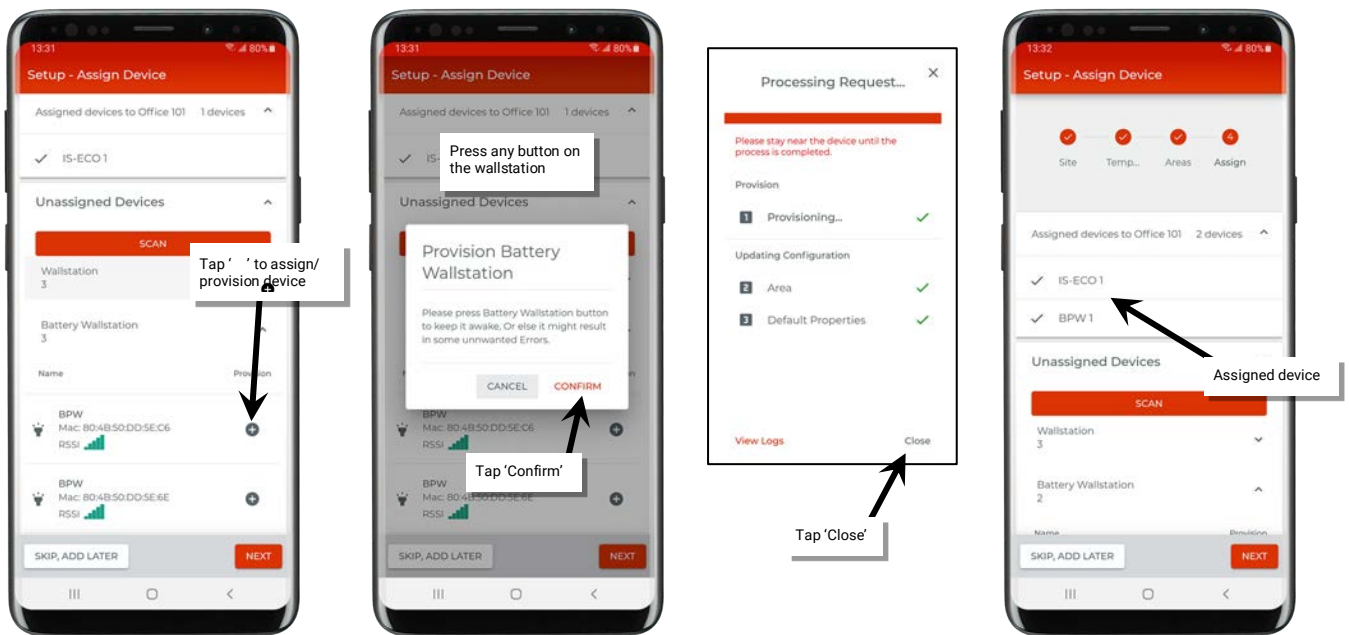 13:31
80%
Setup - Assign Device
Assigned devices to Office 101 1 devices
IS-ECO 1
Unassigned Devices
SCAN
Wallstation
3
Tap ‘ ’ to assign/
provision device
Battery Wallstation
3
Name Provision
BPW
Mac: 80:4B:50:DD:5E:C6
RSSI
BPW
Mac: 80:4B:50:DD:5E:6E
RSSI
SKIP, ADD LATER NEXT
13:31
80%
Setup - Assign Device
Assigned devices to Office 101 1 devices
IS-
Press any button on
the wallstation
Unassigned Devices
Provision Battery
Wallstation
Please press Battery Wallstation button
to keep it awake, Or else it might result
in some unnwanted Errors.
CANCEL CONFIRM
BPW
Mac: 80:4B:50:DD:5E:C6
RSSI
Tap ‘Confirm’
BPW
Mac: 80:4B:50:DD:5E:6E
RSSI
SKIP, ADD LATER NEXT
Processing Request...
Please stay near the device until the
process is completed.
Provision
1 Provisioning...
Updating Configuration
2 Area
3 Default Properties
View Logs Close
Tap ‘Close’
13:32
80%
Setup - Assign Device
4
Site Temp... Areas Assign
Assigned devices to Office 101 2 devices
IS-ECO 1
BPW 1
Assigned device
Unassigned Devices
SCAN
Wallstation
3
Battery Wallstation
2
Name Provision
SKIP, ADD LATER NEXT